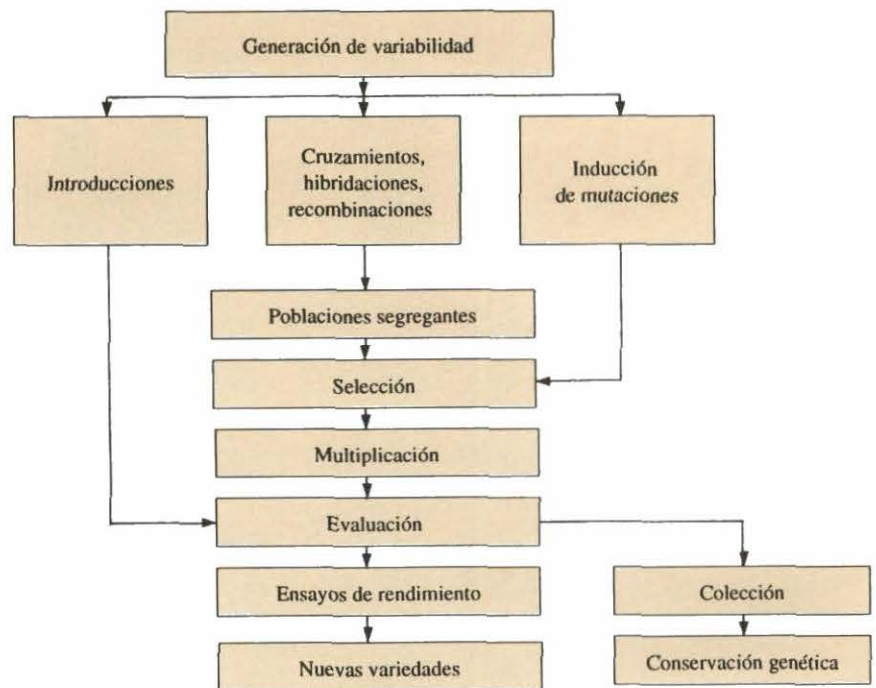 Generación de variabilidad
Introducciones
Cruzamientos,
hibridaciones,
recombinaciones
Inducción
de mutaciones
Poblaciones segregantes
Selección
Multiplicación
Evaluación
Ensayos de rendimiento
Colección
Nuevas variedades
Conservación genética